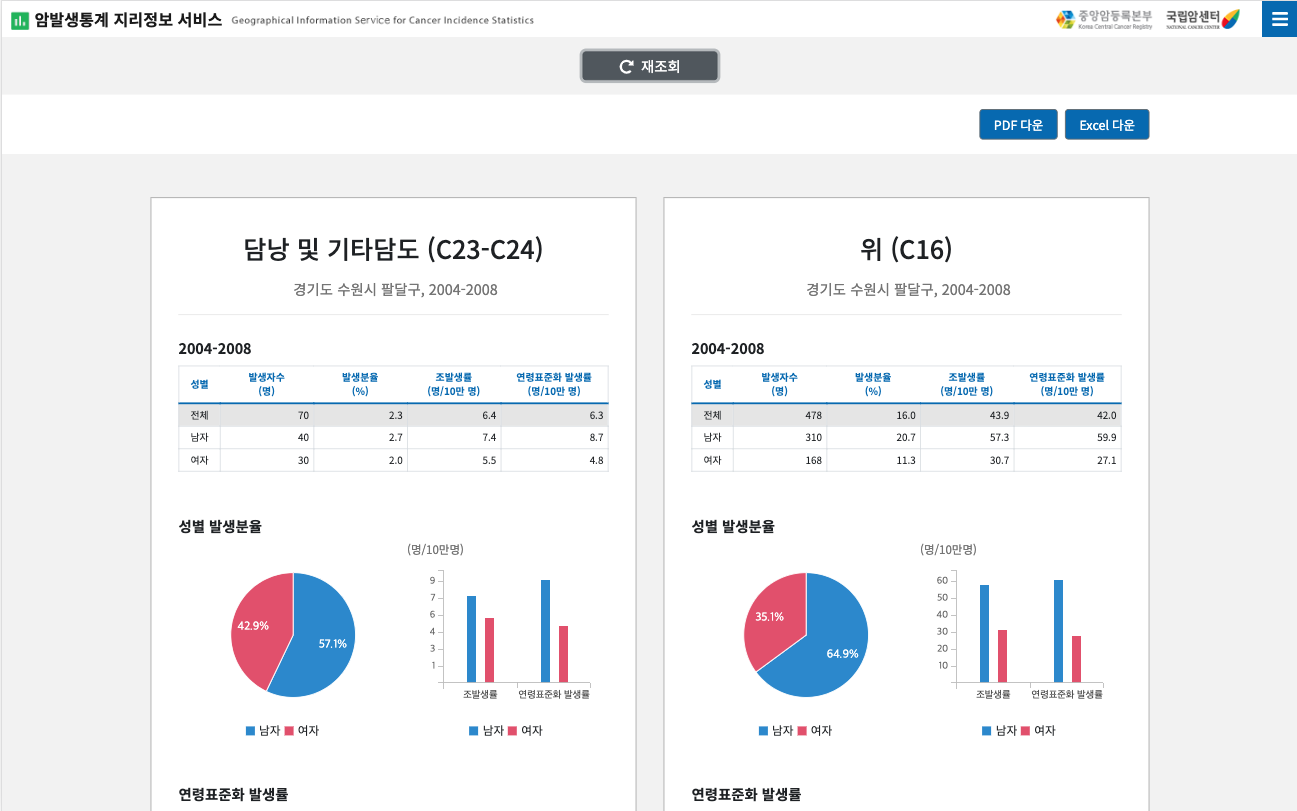 암발생통계 지리정보 서비스 Geographical Information Service for Cancer Incidence Statistics
중앙암등록본부 Korea Central Cancer Registry
국립암센터 NATIONAL CANCER CENTER
재조회
PDF 다운 Excel 다운
담낭 및 기타담도 (C23-C24)
경기도 수원시 팔달구, 2004-2008
2004-2008
성별 발생자수 (명) 발생분율 (%) 조발생률 (명/10만 명) 연령표준화 발생률 (명/10만 명)
전체 70 2.3 6.4 6.3
남자 40 2.7 7.4 8.7
여자 30 2.0 5.5 4.8
성별 발생분율
42.9%
57.1%
남자 여자
(명/10만명)
9
7
6
4
3
1
조발생률 연령표준화 발생률
남자 여자
연령표준화 발생률
위 (C16)
경기도 수원시 팔달구, 2004-2008
2004-2008
성별 발생자수 (명) 발생분율 (%) 조발생률 (명/10만 명) 연령표준화 발생률 (명/10만 명)
전체 478 16.0 43.9 42.0
남자 310 20.7 57.3 59.9
여자 168 11.3 30.7 27.1
성별 발생분율
35.1%
64.9%
남자 여자
(명/10만명)
60
50
40
30
20
10
조발생률 연령표준화 발생률
남자 여자
연령표준화 발생률